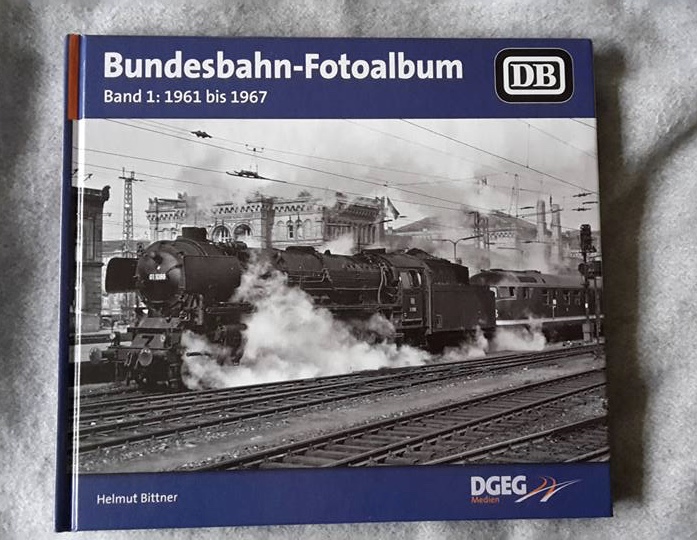 Bundesbahn-Fotoalbum
Band 1: 1961 bis 1967
DB
Helmut Bittner
DGEG
Medien